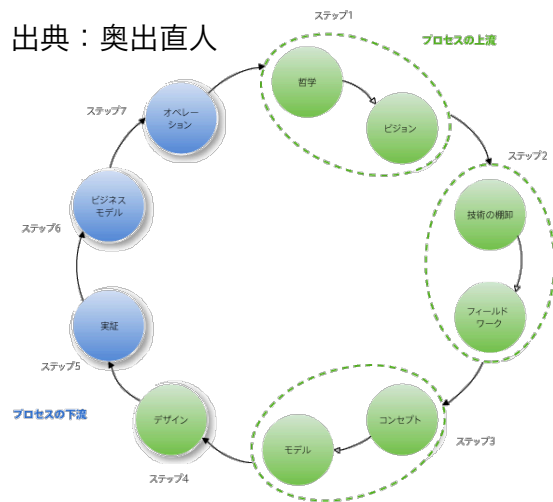 出典：奥出直人
ステップ1
プロセスの上流
哲学
ビジョン
ステップ2
技術の棚卸
フィールド
ワーク
ステップ3
コンセプト
モデル
ステップ4
デザイン
プロセスの下流
ステップ5
実証
ステップ6
ビジネス
モデル
ステップ7
オペレー
ション